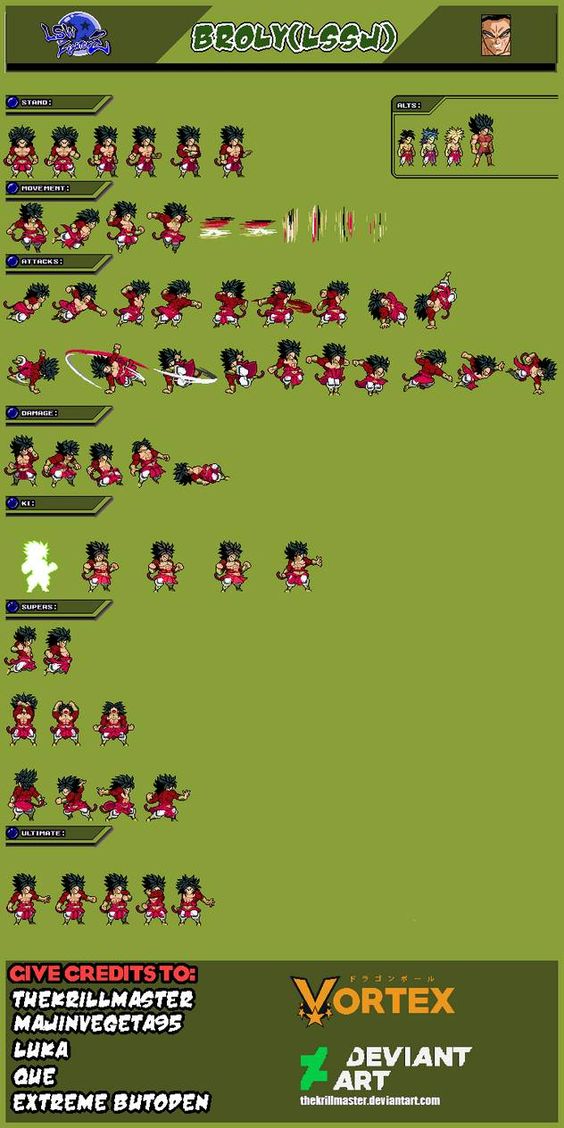 BROLY(LSSW)
STAND:
ALTS:
MOVEMENT:
ATTACKS:
DAMAGE:
KI:
SUPERS:
ULTIMATE:
GIVE CREDITS TO:
THEKRILLMASTER
MAJINVEGETA95
LUKA
QUE
EXTREME BUTODEN
ドラゴンボール
VORTEX
DEVIANT
ART
thekrillmaster.deviantart.com